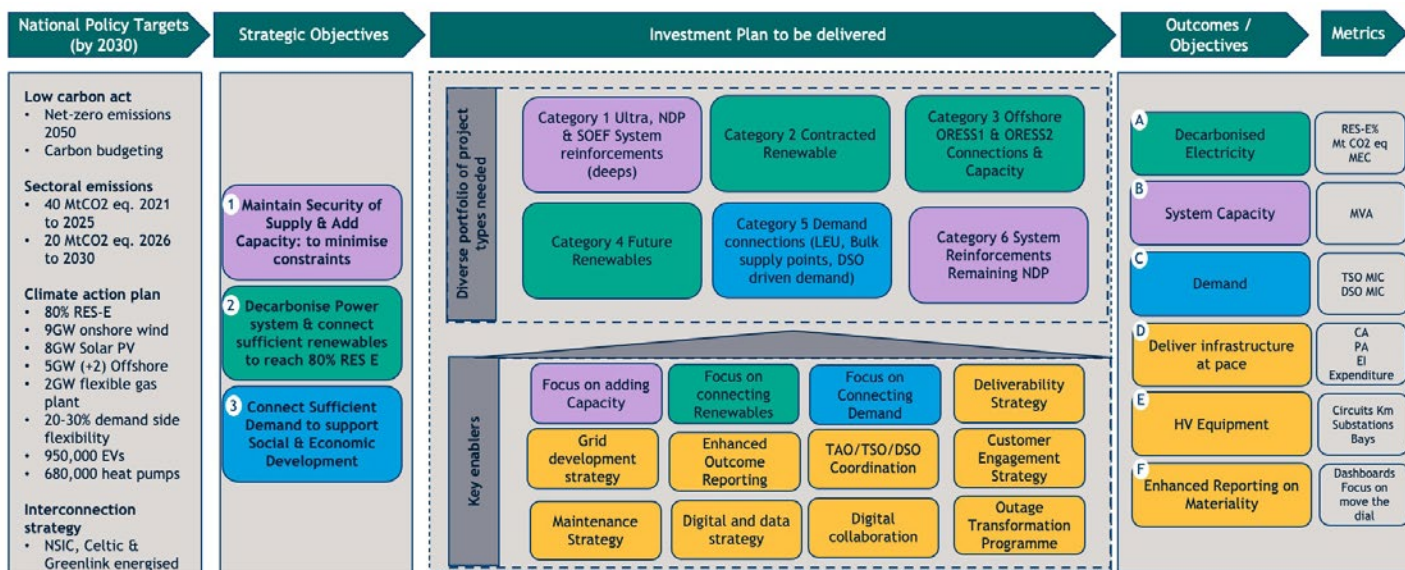 National Policy Targets
(by 2030)
Strategic Objectives
Investment Plan to be delivered
Outcomes /
Objectives
Metrics
Low carbon act
• Net-zero emissions
2050
• Carbon budgeting
Sectoral emissions
• 40 MtCO2 eq. 2021
to 2025
• 20 MtCO2 eq. 2026
to 2030
Climate action plan
• 80% RES-E
• 9GW onshore wind
• 8GW Solar PV
• 5GW (+2) Offshore
• 2GW flexible gas
plant
• 20-30% demand side
flexibility
• 950,000 EVs
• 680,000 heat pumps
Interconnection
strategy
• NSIC, Celtic &
Greenlink energised
1
Maintain Security of
Supply & Add
Capacity: to minimise
constraints
2
Decarbonise Power
system & connect
sufficient renewables
to reach 80% RES E
3
Connect Sufficient
Demand to support
Social & Economic
Development
Diverse portfolio of project
types needed
Category 1 Ultra, NDP
& SOEF System
reinforcements
(deeps)
Category 2 Contracted
Renewable
Category 3 Offshore
ORESS1 & ORESS2
Connections &
Capacity
Category 4 Future
Renewables
Category 5 Demand
connections (LEU, Bulk
supply points, DSO
driven demand)
Category 6 System
Reinforcements
Remaining NDP
Key enablers
Focus on adding
Capacity
Focus on
connecting
Renewables
Focus on
Connecting
Demand
Deliverability
Strategy
Grid
development
strategy
Enhanced
Outcome
Reporting
TAO/TSO/DSO
Coordination
Customer
Engagement
Strategy
Maintenance
Strategy
Digital and data
strategy
Digital
collaboration
Outage
Transformation
Programme
A
Decarbonised
Electricity
RES-E%
Mt CO2 eq
MEC
B
System Capacity
MVA
C
Demand
TSO MIC
DSO MIC
D
Deliver infrastructure
at pace
CA
PA
EI
Expenditure
E
HV Equipment
Circuits Km
Substations
Bays
F
Enhanced Reporting on
Materiality
Dashboards
Focus on
move the
dial